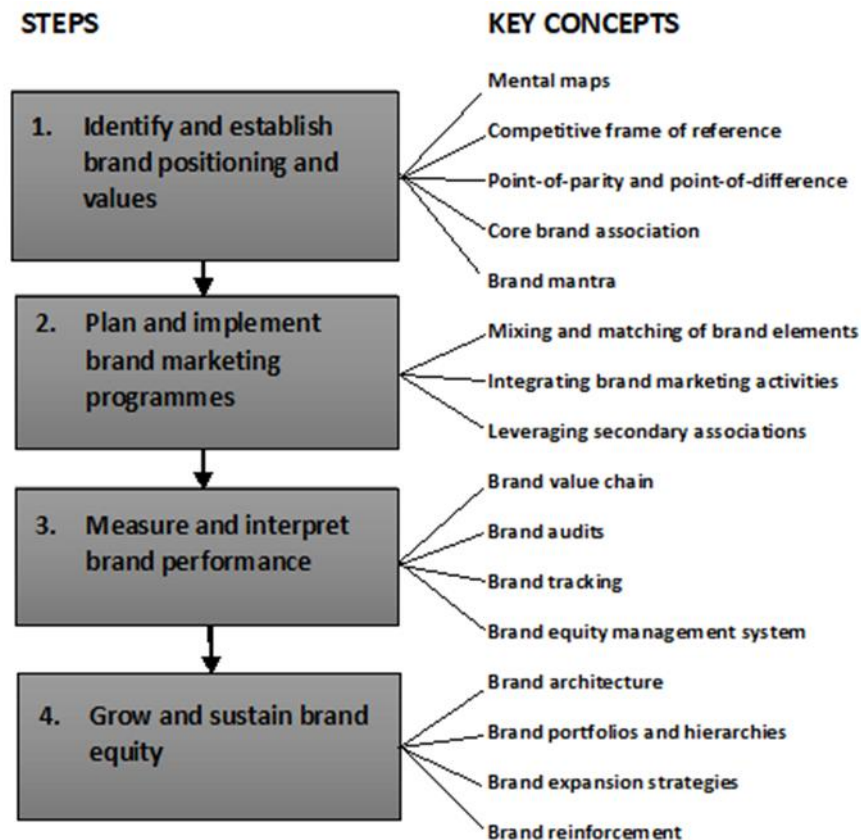 STEPS
KEY CONCEPTS
1. Identify and establish
brand positioning and
values
Mental maps
Competitive frame of reference
Point-of-parity and point-of-difference
Core brand association
Brand mantra
2. Plan and implement
brand marketing
programmes
Mixing and matching of brand elements
Integrating brand marketing activities
Leveraging secondary associations
3. Measure and interpret
brand performance
Brand value chain
Brand audits
Brand tracking
Brand equity management system
4. Grow and sustain brand
equity
Brand architecture
Brand portfolios and hierarchies
Brand expansion strategies
Brand reinforcement